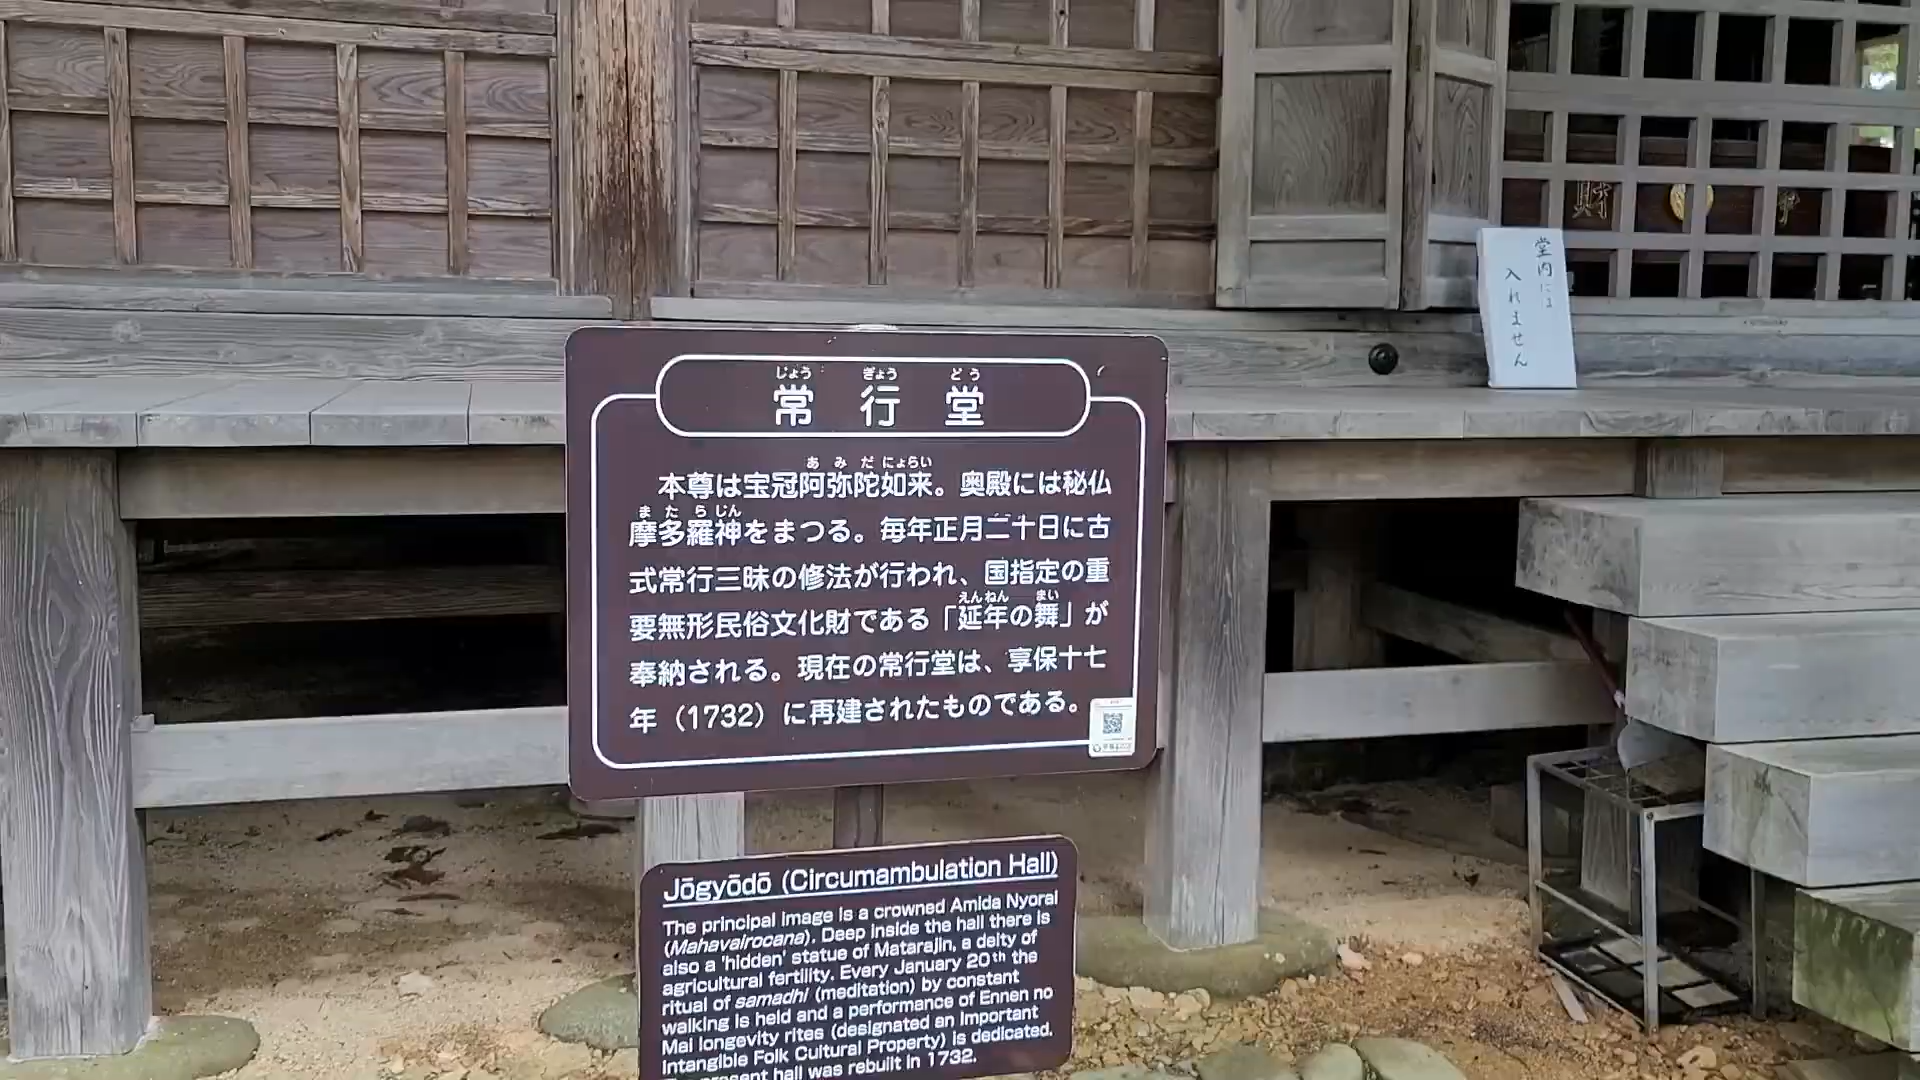 財
堂内には
入れません
じょう ぎょう どう
常行堂
あみだにょらい
本尊は宝冠阿弥陀如来。奥殿には秘仏
またらじん
摩多羅神をまつる。毎年正月二十日に古
式常行三昧の修法が行われ、国指定の重
えんねん まい
要無形民俗文化財である「延年の舞」が
奉納される。現在の常行堂は、享保十七
年（1732）に再建されたものである。
Jōgyōdō (Circumambulation Hall)
The principal image is a crowned Amida Nyorai
(Mahavairocana). Deep inside the hall there is
also a 'hidden' statue of Matarajin, a deity of
agricultural fertility. Every January 20th the
ritual of samadhi (meditation) by constant
walking is held and a performance of Ennen no
Mai longevity rites (designated an Important
Intangible Folk Cultural Property) is dedicated.
present hall was rebuilt in 1732.